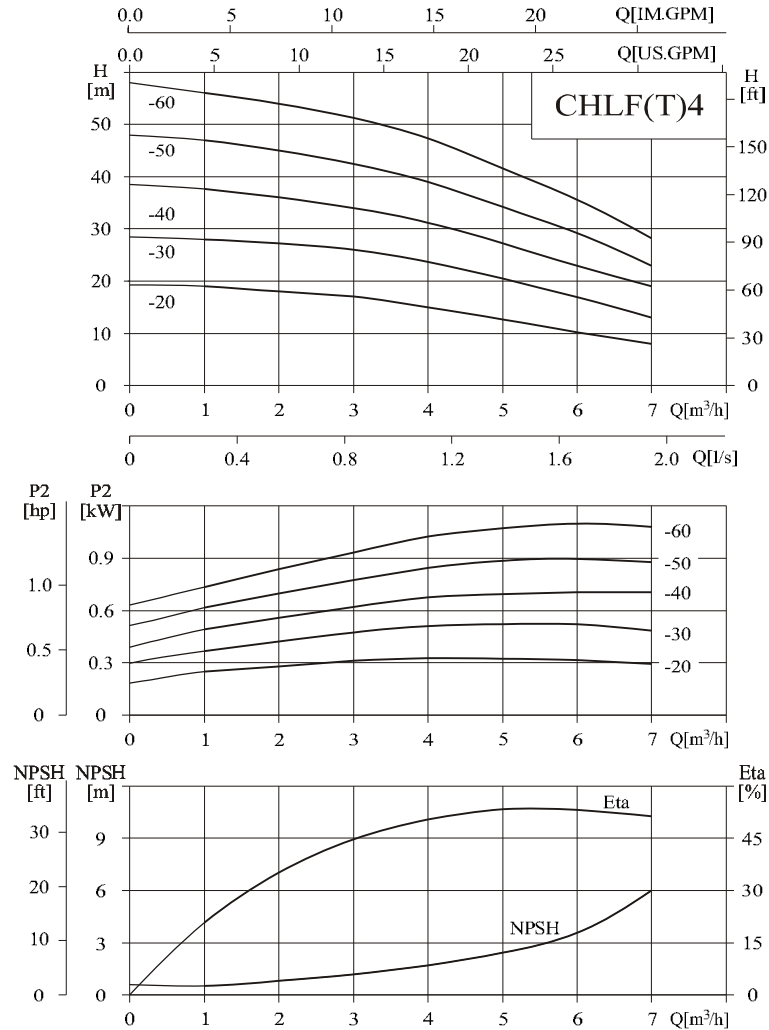 0.0 5 10 15 20 Q[IM.GPM]
0.0 5 10 15 20 25 Q[US.GPM]
H
[m]
H
[ft]
CHLF(T)4
-60
50
-50
150
40
120
-40
30
90
-30
20
60
-20
10
30
0
0
0 1 2 3 4 5 6 7 Q[m³/h]
0 0.4 0.8 1.2 1.6 2.0 Q[l/s]
P2
[hp]
P2
[kW]
-60
0.9
-50
1.0
-40
0.6
-30
0.5
0.3
-20
0
0
0 1 2 3 4 5 6 7 Q[m³/h]
NPSH
[ft]
NPSH
[m]
Eta
[%]
Eta
30
9
45
20
6
30
NPSH
10
3
15
0
0
0
0 1 2 3 4 5 6 7 Q[m³/h]